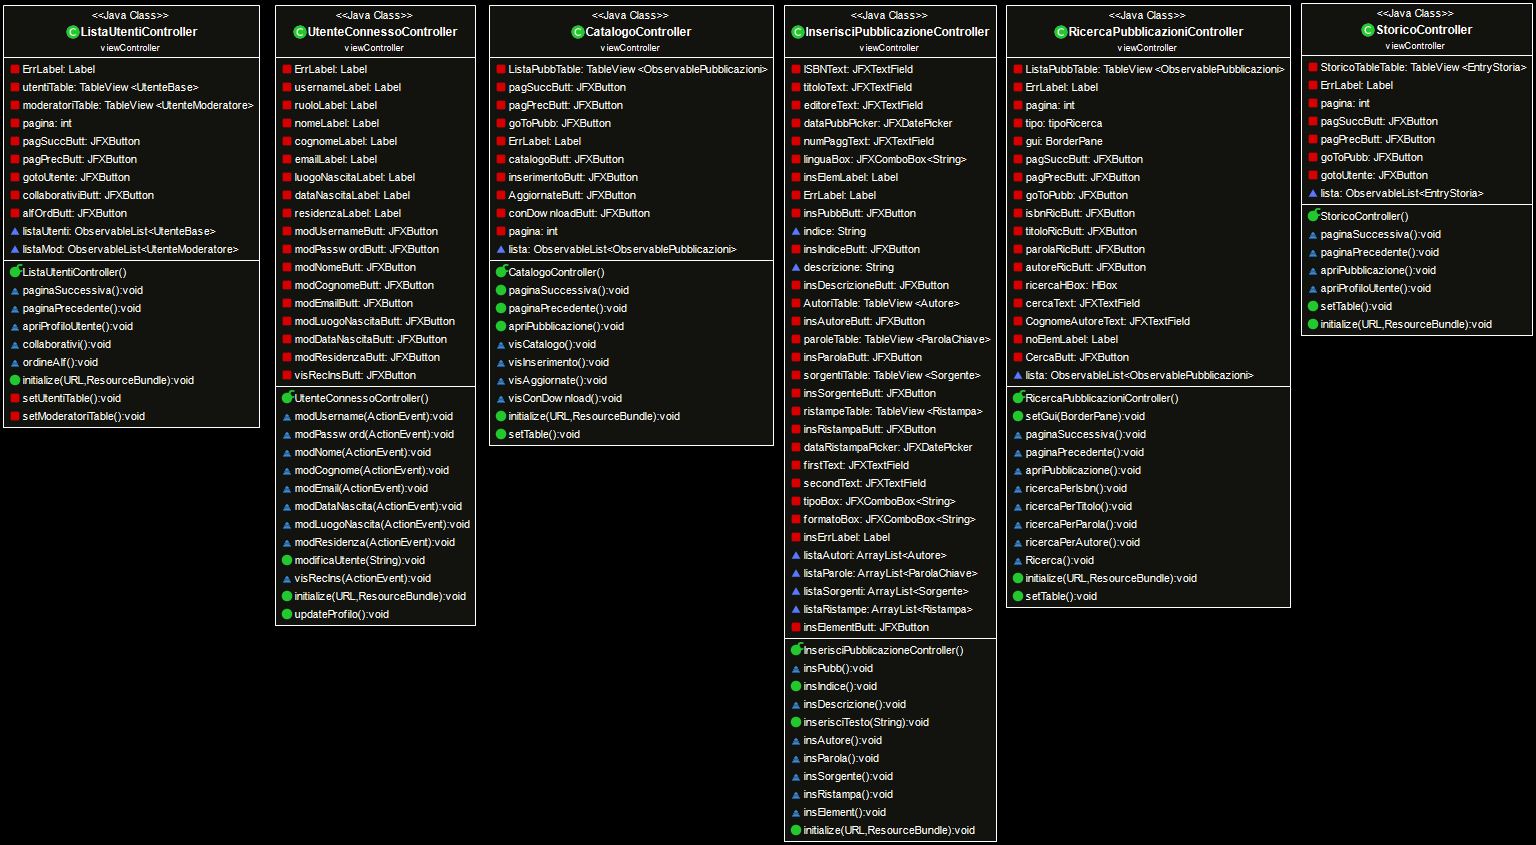 <<Java Class>>
ListaUtentiController
viewController
ErrLabel: Label
utentiTable: TableView<UtenteBase>
moderatoriTable: TableView<UtenteModeratore>
pagina: int
pagSuccButt: JFXButton
pagPrecButt: JFXButton
gotoUtente: JFXButton
collaborativiButt: JFXButton
alfOrdButt: JFXButton
listaUtenti: ObservableList<UtenteBase>
listaMod: ObservableList<UtenteModeratore>
ListaUtentiController()
paginaSuccessiva():void
paginaPrecedente():void
apriProfiloUtente():void
collaborativi():void
ordineAlf():void
initialize(URL,ResourceBundle):void
setUtentiTable():void
setModeratoriTable():void
<<Java Class>>
UtenteConnessoController
viewController
ErrLabel: Label
usernameLabel: Label
ruoloLabel: Label
nomeLabel: Label
cognomeLabel: Label
emailLabel: Label
luogoNascitaLabel: Label
dataNascitaLabel: Label
residenzaLabel: Label
modUsernameButt: JFXButton
modPasswordButt: JFXButton
modNomeButt: JFXButton
modCognomeButt: JFXButton
modEmailButt: JFXButton
modLuogoNascitaButt: JFXButton
modDataNascitaButt: JFXButton
modResidenzaButt: JFXButton
visRecInsButt: JFXButton
UtenteConnessoController()
modUsername(ActionEvent):void
modPassword(ActionEvent):void
modNome(ActionEvent):void
modCognome(ActionEvent):void
modEmail(ActionEvent):void
modDataNascita(ActionEvent):void
modLuogoNascita(ActionEvent):void
modResidenza(ActionEvent):void
modificaUtente(String):void
visRecIns(ActionEvent):void
initialize(URL,ResourceBundle):void
updateProfilo():void
<<Java Class>>
CatalogoController
viewController
ListaPubbTable: TableView<ObservablePubblicazioni>
pagSuccButt: JFXButton
pagPrecButt: JFXButton
goToPubb: JFXButton
ErrLabel: Label
catalogoButt: JFXButton
inserimentoButt: JFXButton
AggiornateButt: JFXButton
conDownloadButt: JFXButton
pagina: int
lista: ObservableList<ObservablePubblicazioni>
CatalogoController()
paginaSuccessiva():void
paginaPrecedente():void
apriPubblicazione():void
visCatalogo():void
visInserimento():void
visAggiornate():void
visConDownload():void
initialize(URL,ResourceBundle):void
setTable():void
<<Java Class>>
InserisciPubblicazioneController
viewController
ISBNText: JFXTextField
titoloText: JFXTextField
editoreText: JFXTextField
dataPubbPicker: JFXDatePicker
numPaggText: JFXTextField
linguaBox: JFXComboBox<String>
insElemLabel: Label
ErrLabel: Label
insPubbButt: JFXButton
indice: String
insIndiceButt: JFXButton
descrizione: String
insDescrizioneButt: JFXButton
AutoriTable: TableView<Autore>
insAutoreButt: JFXButton
paroleTable: TableView<ParolaChiave>
insParolaButt: JFXButton
sorgentiTable: TableView<Sorgente>
insSorgenteButt: JFXButton
ristampeTable: TableView<Ristampa>
insRistampaButt: JFXButton
dataRistampaPicker: JFXDatePicker
firstText: JFXTextField
secondText: JFXTextField
tipoBox: JFXComboBox<String>
formatoBox: JFXComboBox<String>
insErrLabel: Label
listaAutori: ArrayList<Autore>
listaParole: ArrayList<ParolaChiave>
listaSorgenti: ArrayList<Sorgente>
listaRistampe: ArrayList<Ristampa>
insElementButt: JFXButton
InserisciPubblicazioneController()
insPubb():void
insIndice():void
insDescrizione():void
inserisciTesto(String):void
insAutore():void
insParola():void
insSorgente():void
insRistampa():void
insElement():void
initialize(URL,ResourceBundle):void
<<Java Class>>
RicercaPubblicazioniController
viewController
ListaPubbTable: TableView<ObservablePubblicazioni>
ErrLabel: Label
pagina: int
tipo: tipoRicerca
gui: BorderPane
pagSuccButt: JFXButton
pagPrecButt: JFXButton
goToPubb: JFXButton
isbnRicButt: JFXButton
titoloRicButt: JFXButton
parolaRicButt: JFXButton
autoreRicButt: JFXButton
ricercaHBox: HBox
cercaText: JFXTextField
CognomeAutoreText: JFXTextField
noElemLabel: Label
CercaButt: JFXButton
lista: ObservableList<ObservablePubblicazioni>
RicercaPubblicazioniController()
setGui(BorderPane):void
paginaSuccessiva():void
paginaPrecedente():void
apriPubblicazione():void
ricercaPerIsbn():void
ricercaPerTitolo():void
ricercaPerParola():void
ricercaPerAutore():void
Ricerca():void
initialize(URL,ResourceBundle):void
setTable():void
<<Java Class>>
StoricoController
viewController
StoricoTableTable: TableView<EntryStoria>
ErrLabel: Label
pagina: int
pagSuccButt: JFXButton
pagPrecButt: JFXButton
goToPubb: JFXButton
gotoUtente: JFXButton
lista: ObservableList<EntryStoria>
StoricoController()
paginaSuccessiva():void
paginaPrecedente():void
apriPubblicazione():void
apriProfiloUtente():void
setTable():void
initialize(URL,ResourceBundle):void